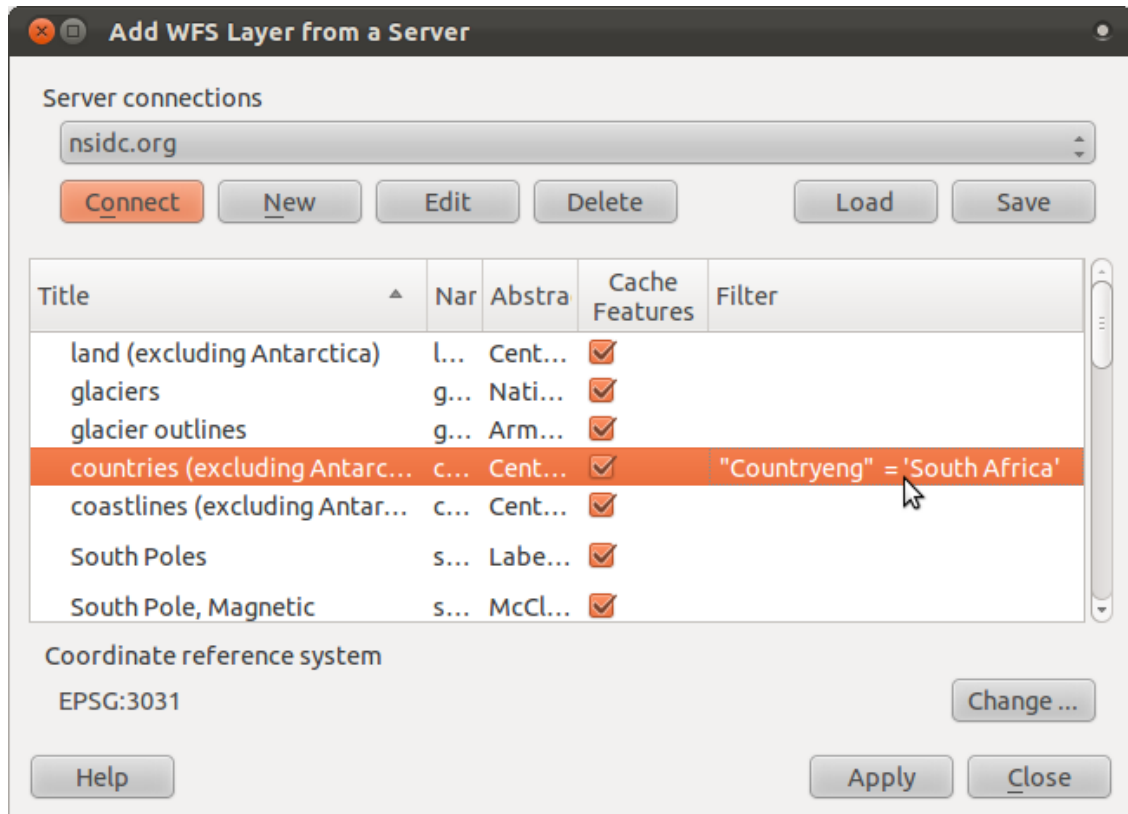 Add WFS Layer from a Server
Server connections
nsidc.org
Connect New Edit Delete Load Save
Title Nar Abstra Cache Features Filter
land (excluding Antarctica) l... Cent...
glaciers g... Nati...
glacier outlines g... Arm...
countries (excluding Antarc... c... Cent... "Countryeng" = 'South Africa'
coastlines (excluding Antar... c... Cent...
South Poles s... Labe...
South Pole, Magnetic s... McCl...
Coordinate reference system
EPSG:3031 Change ...
Help Apply Close